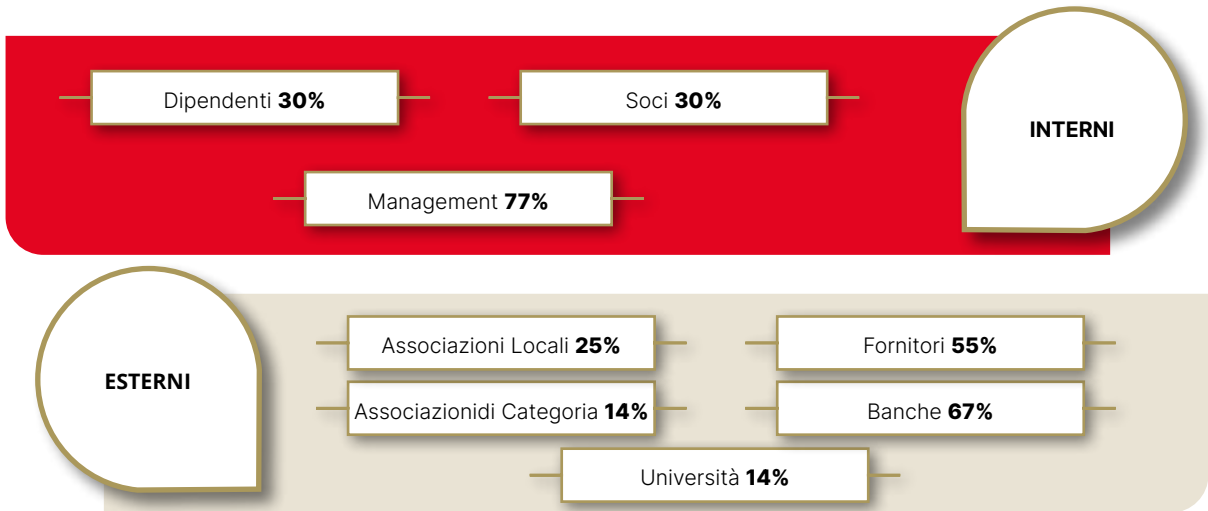 Dipendenti 30%
Soci 30%
INTERNI
Management 77%
ESTERNI
Associazioni Locali 25%
Fornitori 55%
Associazionidi Categoria 14%
Banche 67%
Università 14%